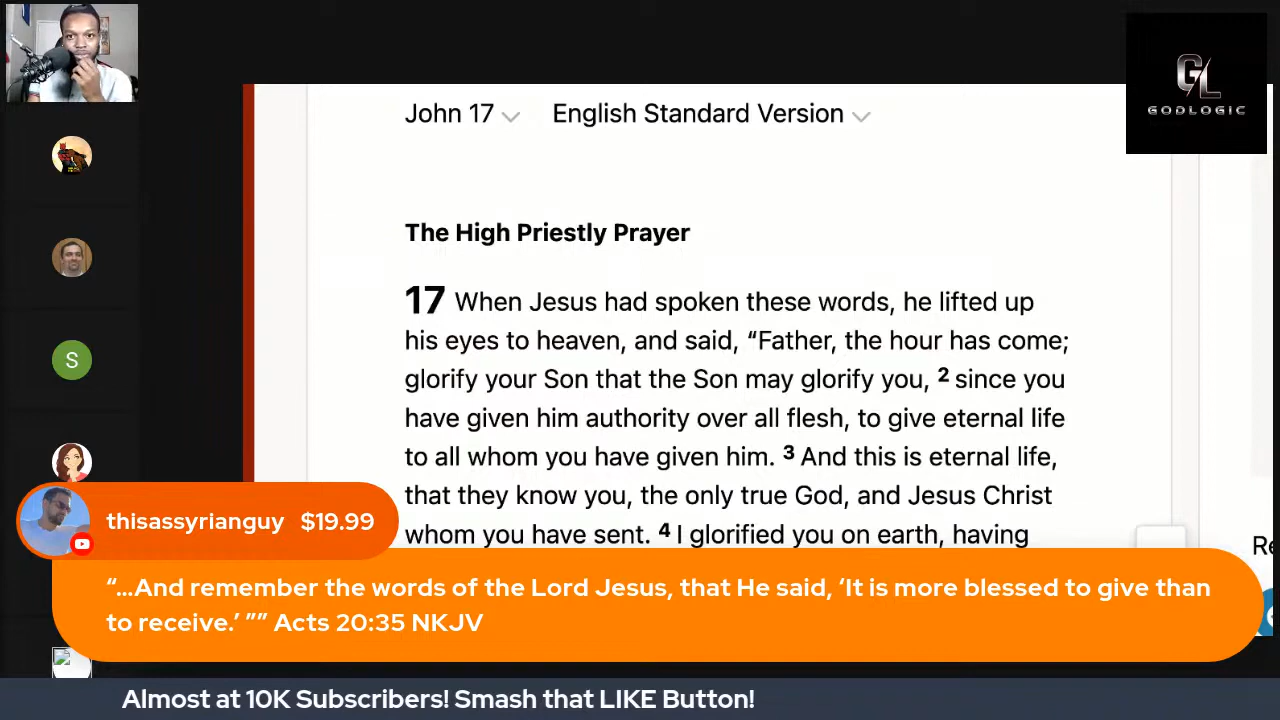 GL
GODLOGIC
John 17 English Standard Version
The High Priestly Prayer
17 When Jesus had spoken these words, he lifted up
his eyes to heaven, and said, “Father, the hour has come;
glorify your Son that the Son may glorify you, 2 since you
have given him authority over all flesh, to give eternal life
to all whom you have given him. 3 And this is eternal life,
that they know you, the only true God, and Jesus Christ
whom you have sent. 4 I glorified you on earth, having
S
thisassyrianguy $19.99
“...And remember the words of the Lord Jesus, that He said, ‘It is more blessed to give than
to receive.’ ”” Acts 20:35 NKJV
Almost at 10K Subscribers! Smash that LIKE Button!